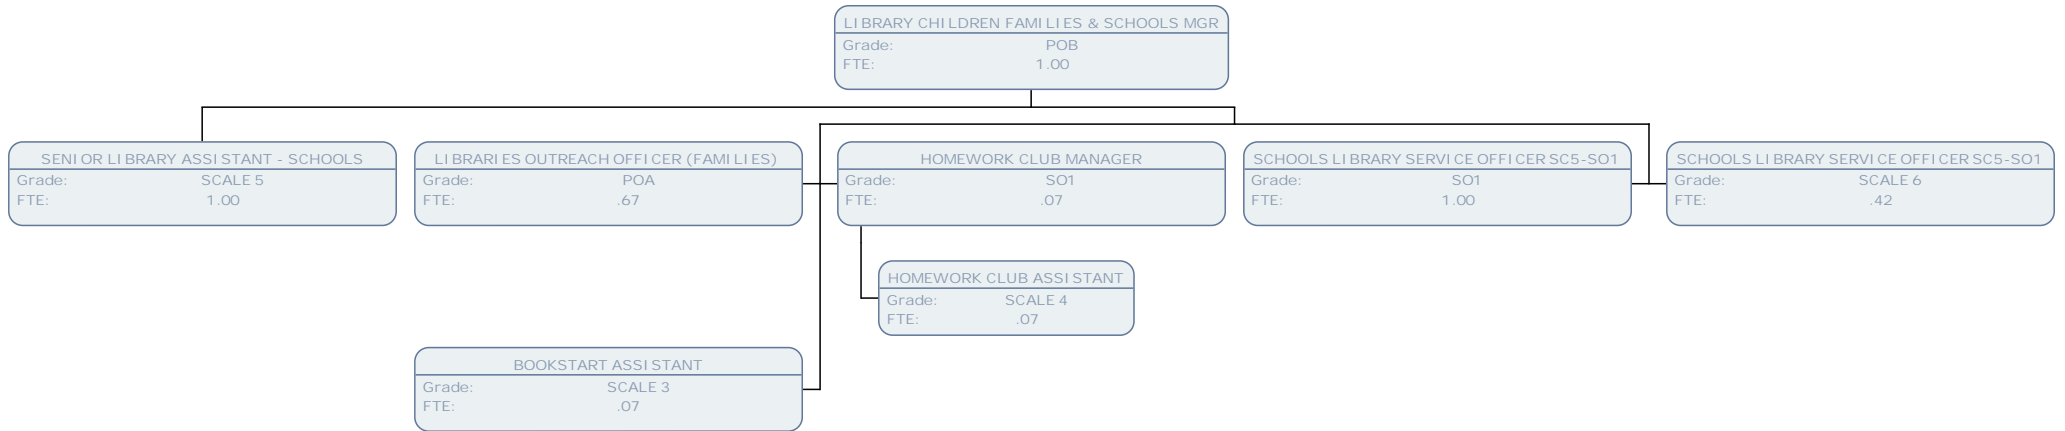 LIBRARY CHILDREN FAMILIES & SCHOOLS MGR
Grade: POB
FTE: 1.00
SENIOR LIBRARY ASSISTANT - SCHOOLS
Grade: SCALE 5
FTE: 1.00
LIBRARIES OUTREACH OFFICER (FAMILIES)
Grade: POA
FTE: .67
HOMEWORK CLUB MANAGER
Grade: SO1
FTE: .07
SCHOOLS LIBRARY SERVICE OFFICER SC5-SO1
Grade: SO1
FTE: 1.00
SCHOOLS LIBRARY SERVICE OFFICER SC5-SO1
Grade: SCALE 6
FTE: .42
HOMEWORK CLUB ASSISTANT
Grade: SCALE 4
FTE: .07
BOOKSTART ASSISTANT
Grade: SCALE 3
FTE: .07